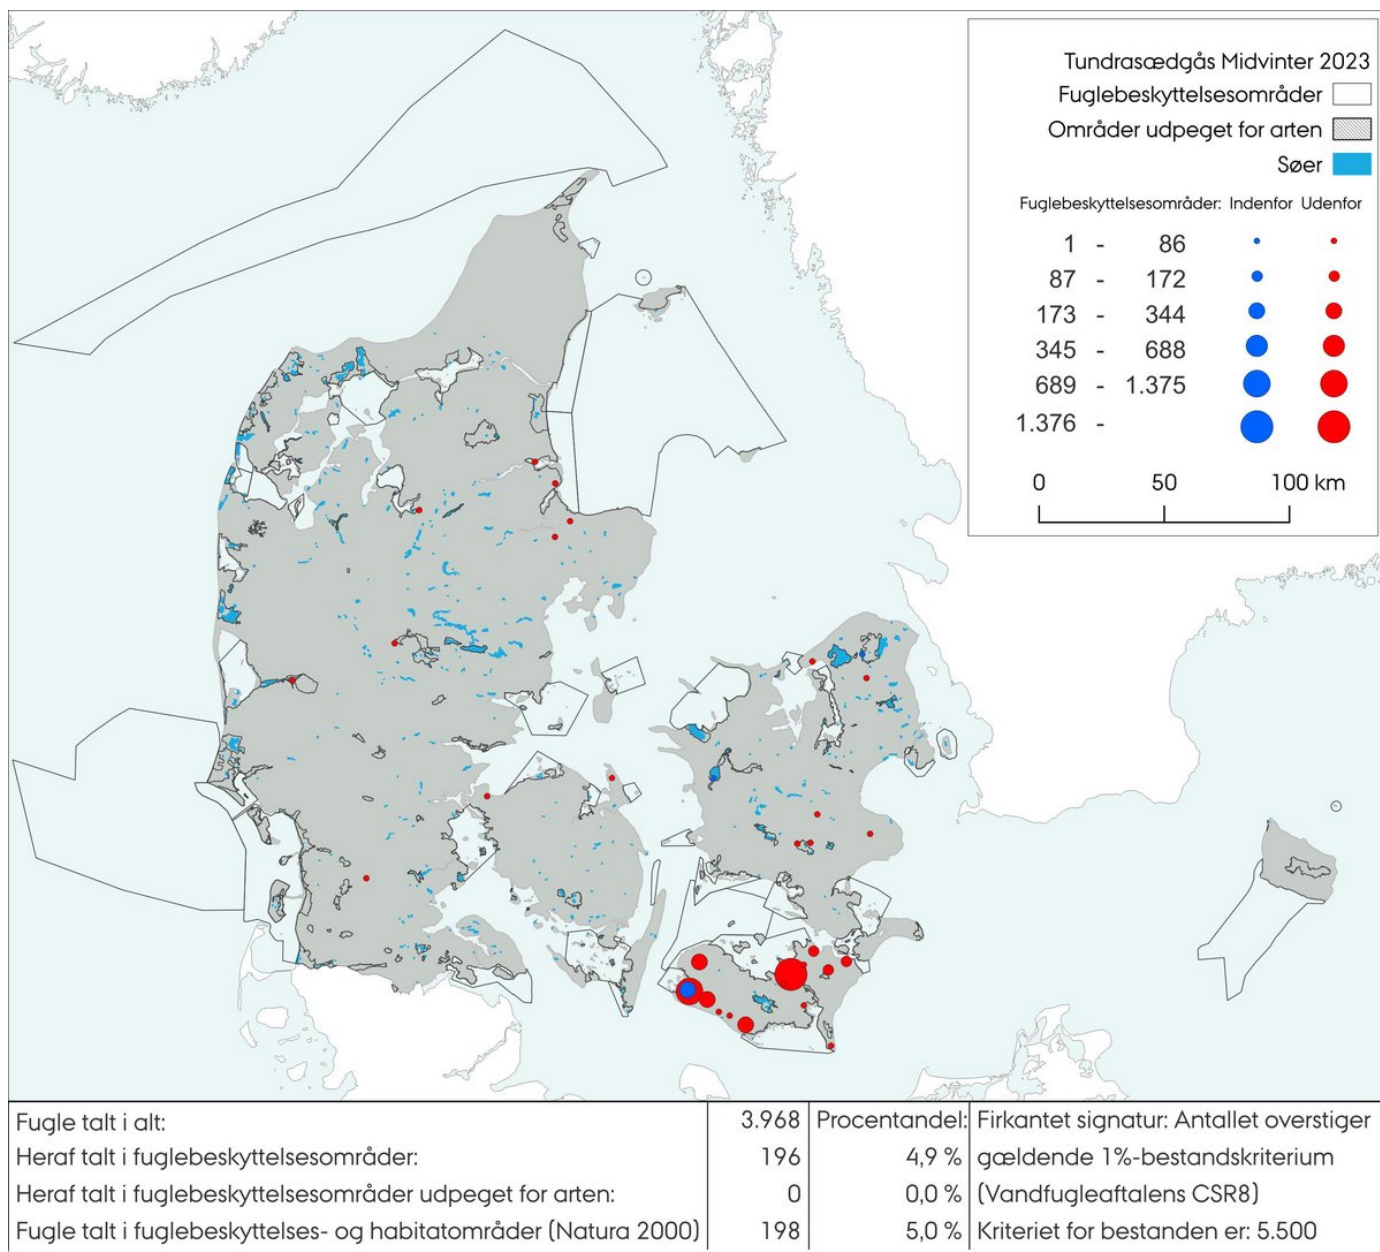 Tundrasædgås Midvinter 2023
Fuglebeskyttelsesområder
Områder udpeget for arten
Søer
Fuglebeskyttelsesområder: Indenfor Udenfor
1 - 86
87 - 172
173 - 344
345 - 688
689 - 1.375
1.376 -
0 50 100 km
Fugle talt i alt: 3.968 Procentandel: Firkantet signatur: Antallet overstiger
Heraf talt i fuglebeskyttelsesområder: 196 4,9 % gældende 1%-bestandskriterium
Heraf talt i fuglebeskyttelsesområder udpeget for arten: 0 0,0 % (Vandfugleaftalens CSR8)
Fugle talt i fuglebeskyttelses- og habitatområder (Natura 2000) 198 5,0 % Kriteriet for bestanden er: 5.500